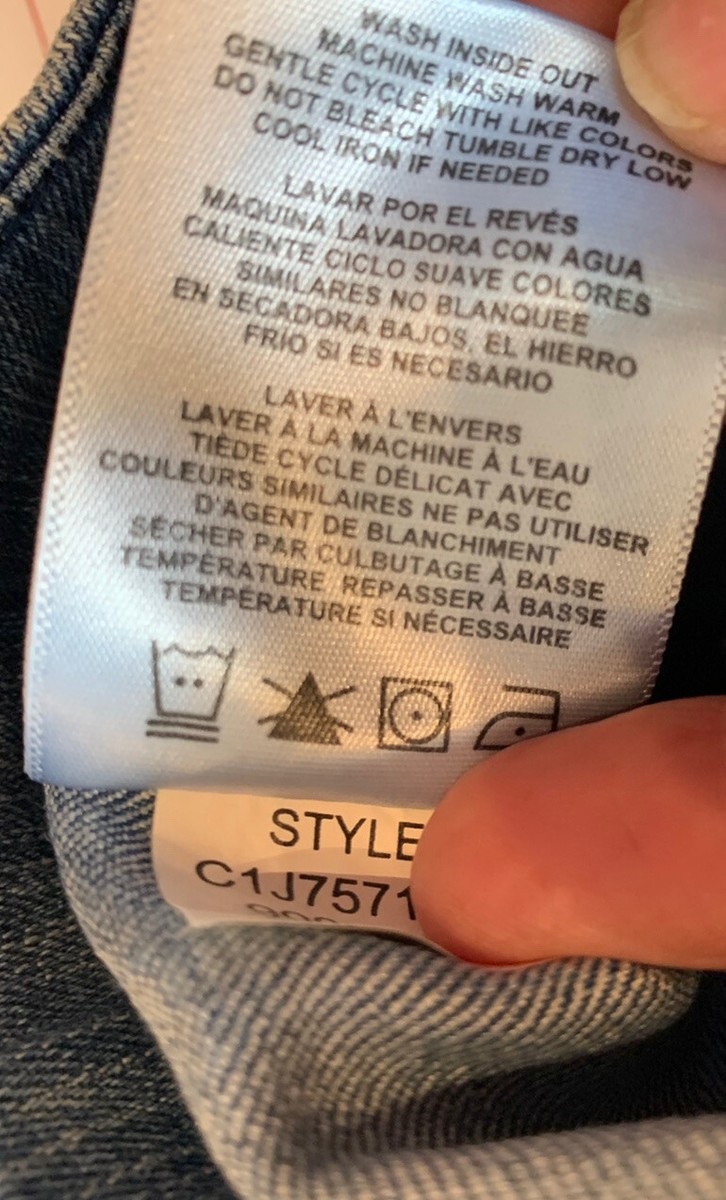 WASH INSIDE OUT
MACHINE WASH WARM
GENTLE CYCLE WITH LIKE COLORS
DO NOT BLEACH TUMBLE DRY LOW
COOL IRON IF NEEDED
LAVAR POR EL REVÉS
MAQUINA LAVADORA CON AGUA
CALIENTE CICLO SUAVE COLORES
SIMILARES NO BLANQUEE
EN SECADORA BAJOS, EL HIERRO
FRIO SI ES NECESARIO
LAVER À L'ENVERS
LAVER À LA MACHINE À L'EAU
TIÈDE CYCLE DÉLICAT AVEC
COULEURS SIMILAIRES NE PAS UTILISER
D'AGENT DE BLANCHIMENT
SÉCHER PAR CULBUTAGE À BASSE
TEMPÉRATURE REPASSER À BASSE
TEMPÉRATURE SI NÉCESSAIRE
STYLE
C1J7571